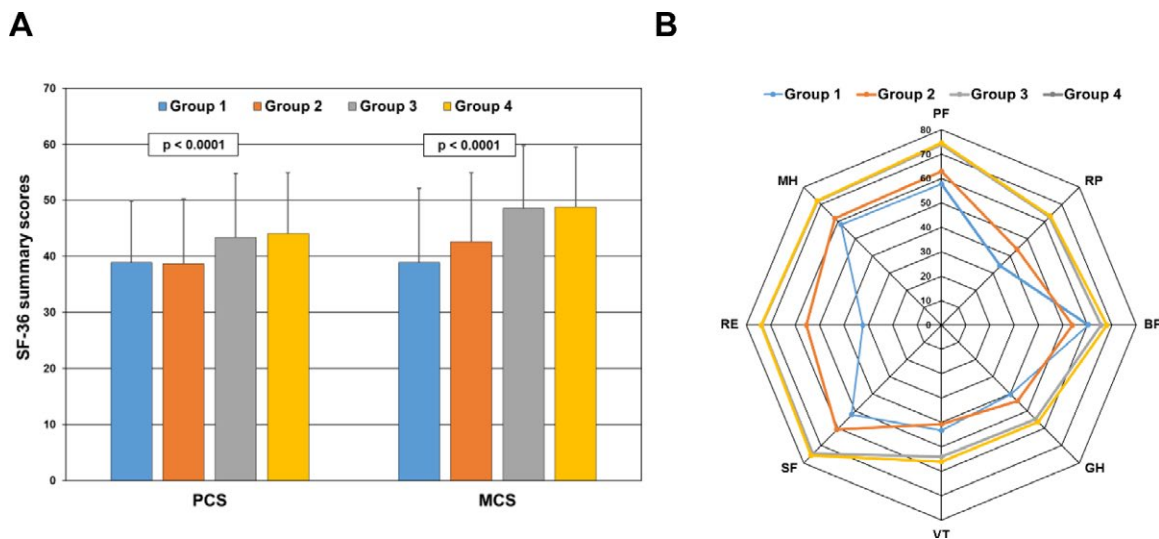 A
B
SF-36 summary scores
70
60
50
40
30
20
10
0
Group 1 Group 2 Group 3 Group 4
p < 0.0001 p < 0.0001
PCS MCS
Group 1 Group 2 Group 3 Group 4
PF
RP
GH
VT
SF
RE
MH
80
70
60
50
40
30
20
10
0